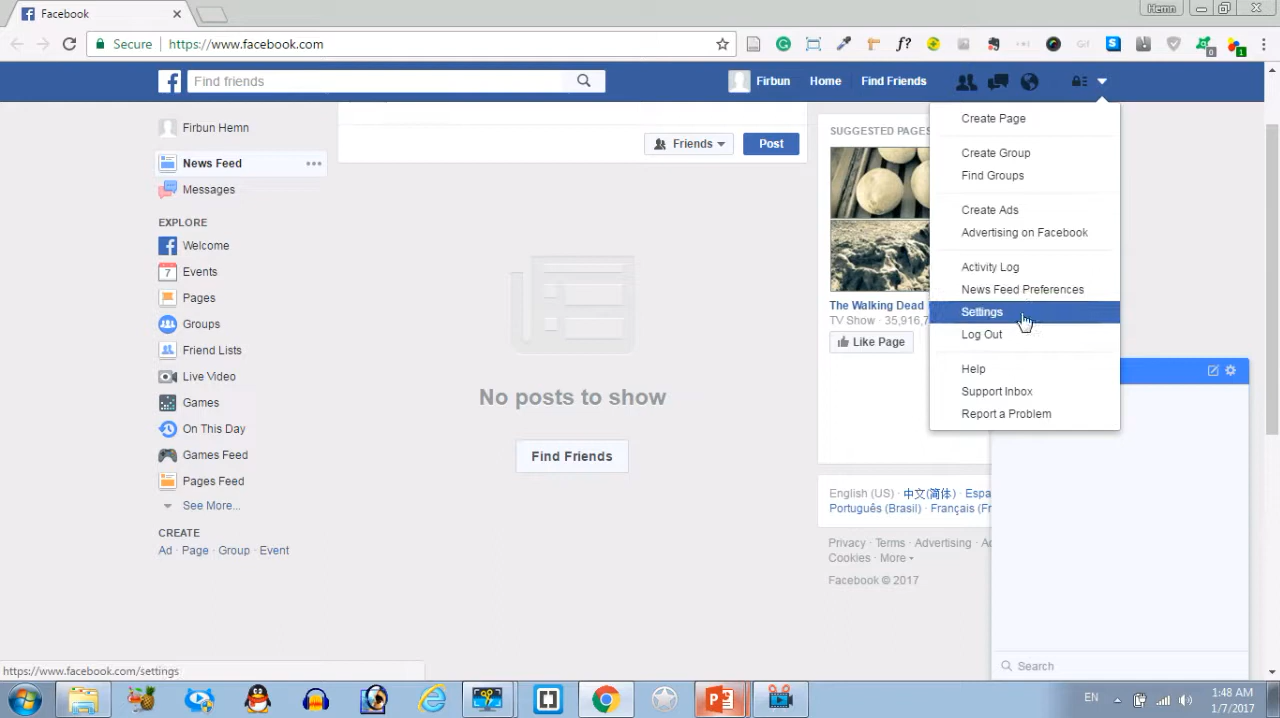 Facebook
Hemn
Secure
https://www.facebook.com
f?
Gif
S
0
1
Find friends
Firbun
Home
Find Friends
Firbun Hemn
News Feed
Messages
EXPLORE
Welcome
7
Events
Pages
Groups
Friend Lists
Live Video
Games
On This Day
Games Feed
Pages Feed
See More...
CREATE
Ad · Page · Group · Event
Friends
Post
No posts to show
Find Friends
SUGGESTED PAGES
The Walking Dead
TV Show · 35,916,7
Like Page
English (US) · 中文(简体) · Espa
Português (Brasil) · Français (Fr
Privacy · Terms · Advertising · Ad
Cookies · More
Facebook © 2017
Create Page
Create Group
Find Groups
Create Ads
Advertising on Facebook
Activity Log
News Feed Preferences
Settings
Log Out
Help
Support Inbox
Report a Problem
Search
https://www.facebook.com/settings
EN
1:48 AM
1/7/2017